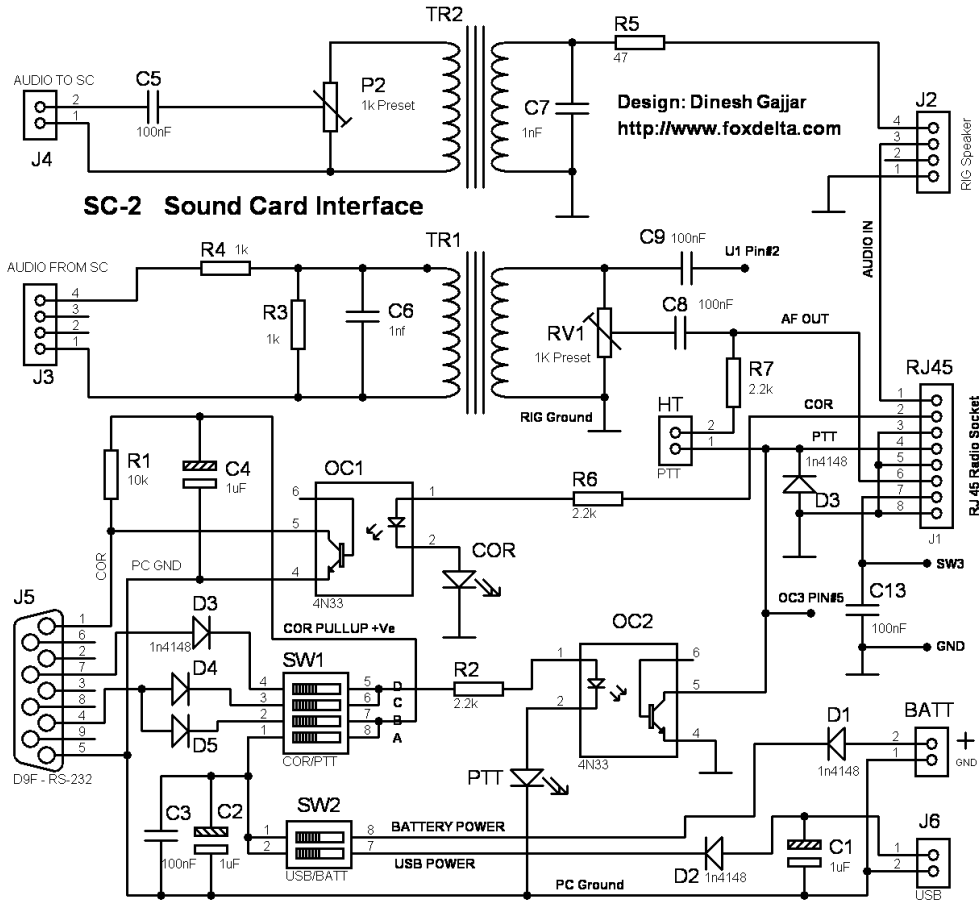 TR2
R5
47
AUDIO TO SC
C5
P2
1k Preset
2
1
100nF
J4
C7
1nF
Design: Dinesh Gajjar
http://www.foxdelta.com
J2
4
3
2
1
RIG Speaker
SC-2 Sound Card Interface
AUDIO IN
TR1
C9 100nF
U1 Pin#2
R4 1k
AUDIO FROM SC
4
3
2
1
J3
R3
1k
C6
1nf
RV1
1K Preset
C8
100nF
AF OUT
R7
2.2k
RJ45
1
2
3
4
5
6
7
8
J1
RJ 45 Radio Socket
RIG Ground
HT
2
1
PTT
COR
PTT
1n4148
D3
R1
10k
C4
1uF
OC1
6
5
4
1
2
4N33
R6
2.2k
COR
COR
PC GND
SW3
C13
100nF
GND
OC3 PIN#5
J5
1
6
2
7
3
8
4
9
5
D9F - RS-232
D3
1n4148
D4
D5
COR PULLUP +Ve
SW1
4
3
2
1
5
6
7
8
D
C
B
A
COR/PTT
R2
2.2k
OC2
1
2
6
5
4
4N33
PTT
D1
1n4148
BATT
2
1
+
GND
C3
100nF
C2
1uF
SW2
1
2
8
7
USB/BATT
BATTERY POWER
USB POWER
D2 1n4148
C1
1uF
J6
1
2
USB
PC Ground